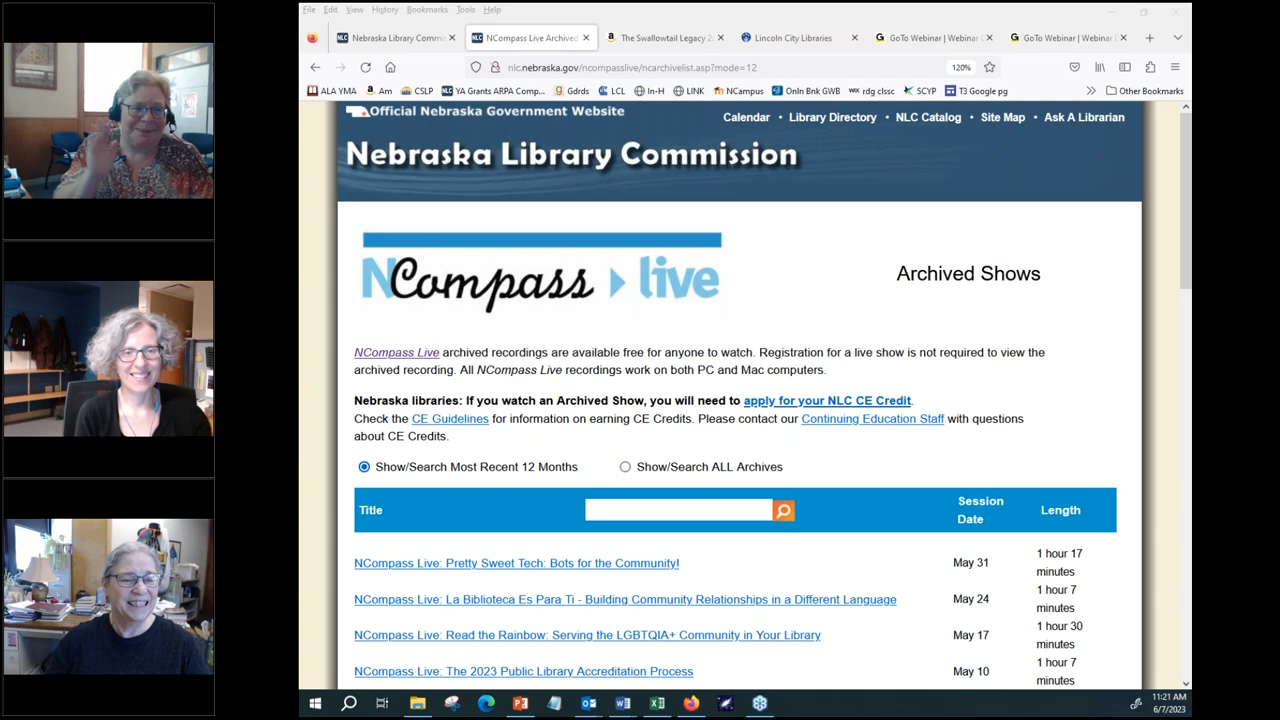 File Edit View History Bookmarks Tools Help
NLC Nebraska Library Commis NLC NCompass Live Archived The Swallowtail Legacy 2: Lincoln City Libraries GoTo Webinar | Webinar GoTo Webinar | Webinar
nlc.nebraska.gov/ncompasslive/ncarchivelist.asp?mode=12 120%
ALA YMA Am CSLP YA Grants ARPA Comp... Gdrds LCL In-H LINK NCampus OnIn Bnk GWB rdg clssc SCYP T3 Google pg Other Bookmarks
Official Nebraska Government Website
Calendar • Library Directory • NLC Catalog • Site Map • Ask A Librarian
Nebraska Library Commission
NCompass live
Archived Shows
NCompass Live archived recordings are available free for anyone to watch. Registration for a live show is not required to view the
archived recording. All NCompass Live recordings work on both PC and Mac computers.
Nebraska libraries: If you watch an Archived Show, you will need to apply for your NLC CE Credit.
Check the CE Guidelines for information on earning CE Credits. Please contact our Continuing Education Staff with questions
about CE Credits.
Show/Search Most Recent 12 Months Show/Search ALL Archives
Title Session Date Length
NCompass Live: Pretty Sweet Tech: Bots for the Community! May 31 1 hour 17 minutes
NCompass Live: La Biblioteca Es Para Ti - Building Community Relationships in a Different Language May 24 1 hour 7 minutes
NCompass Live: Read the Rainbow: Serving the LGBTQIA+ Community in Your Library May 17 1 hour 30 minutes
NCompass Live: The 2023 Public Library Accreditation Process May 10 1 hour 7 minutes
11:21 AM
6/7/2023